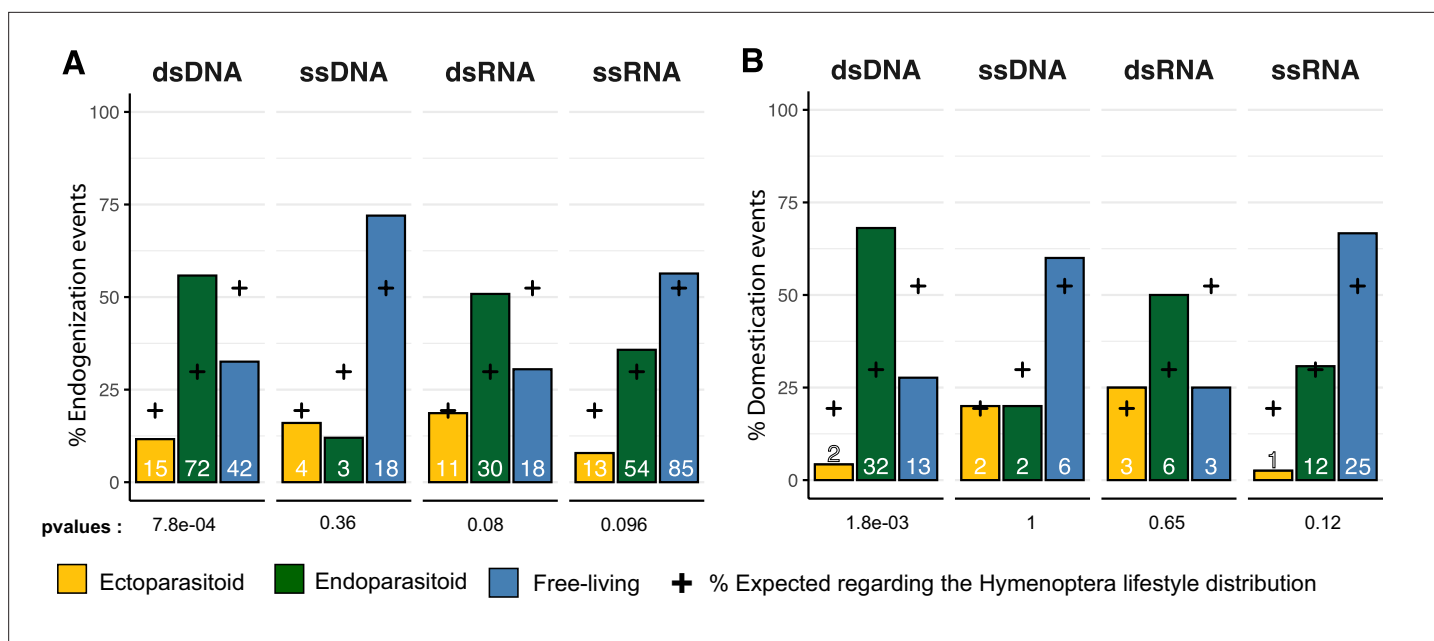 A
dsDNA ssDNA dsRNA ssRNA
% Endogenization events
100
75
50
25
0
15 72 42 4 3 18 11 30 18 13 54 85
B
dsDNA ssDNA dsRNA ssRNA
% Domestication events
100
75
50
25
0
2 32 13 2 2 6 3 6 3 1 12 25
pvalues : 7.8e-04 0.36 0.08 0.096 1.8e-03 1 0.65 0.12
Ectoparasitoid Endoparasitoid Free-living + % Expected regarding the Hymenoptera lifestyle distribution